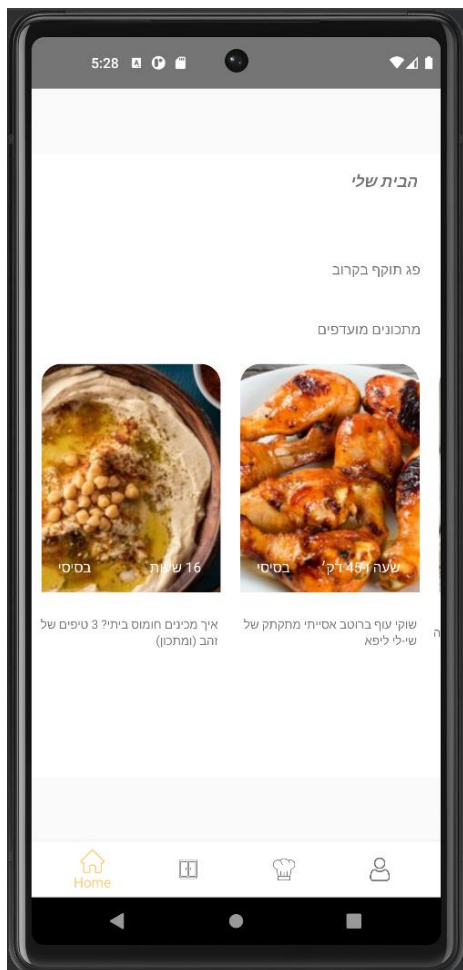 5:28
הבית שלי
פג תוקף בקרוב
מתכונים מועדפים
שעה ו 45 דק'
בסיסי
16 שעות
בסיסי
שוקי עוף ברוטב אסייתי מתקתק של
שי-לי ליפא
איך מכינים חומוס ביתי? 3 טיפים של
זהב (ומתכון)
ה
Home